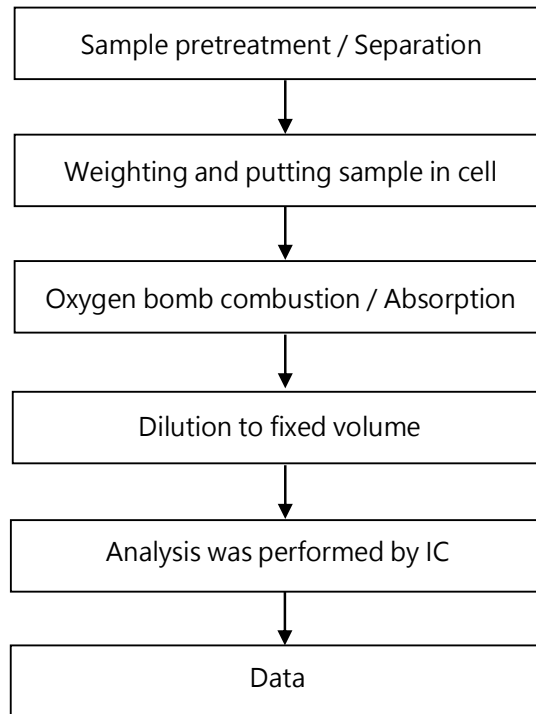 Sample pretreatment / Separation
Weighting and putting sample in cell
Oxygen bomb combustion / Absorption
Dilution to fixed volume
Analysis was performed by IC
Data